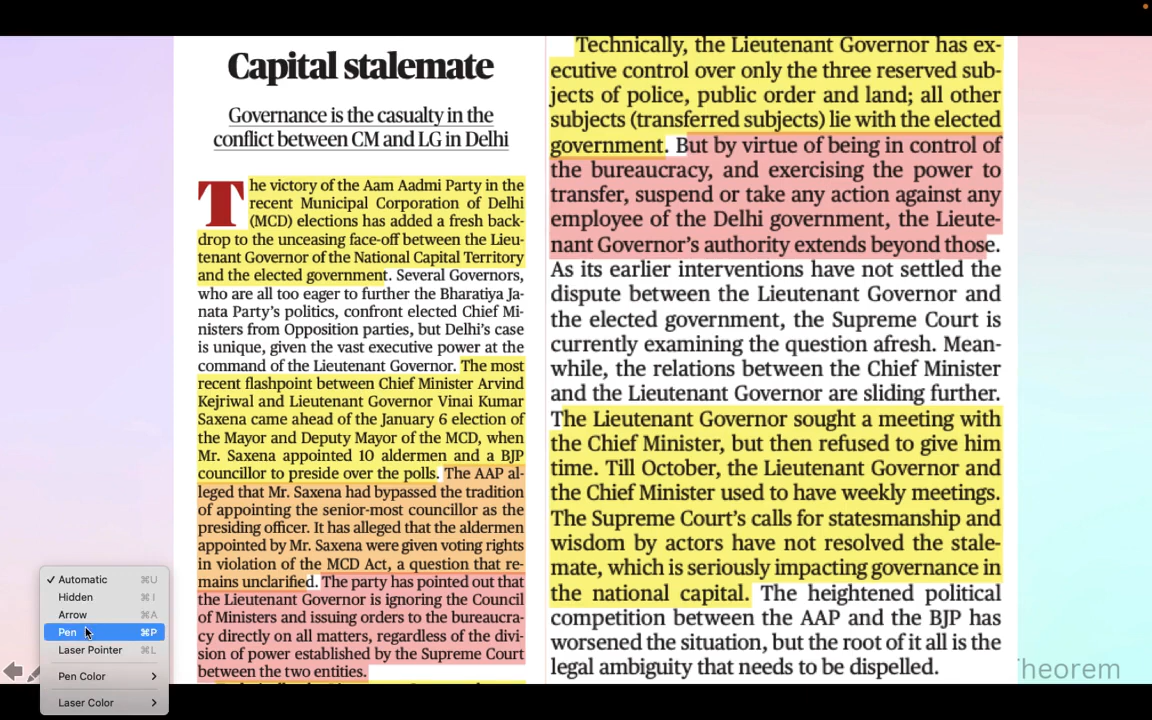 Capital stalemate
Governance is the casualty in the
conflict between CM and LG in Delhi
The victory of the Aam Aadmi Party in the
recent Municipal Corporation of Delhi
(MCD) elections has added a fresh back-
drop to the unceasing face-off between the Lieu-
tenant Governor of the National Capital Territory
and the elected government. Several Governors,
who are all too eager to further the Bharatiya Ja-
nata Party's politics, confront elected Chief Mi-
nisters from Opposition parties, but Delhi's case
is unique, given the vast executive power at the
command of the Lieutenant Governor. The most
recent flashpoint between Chief Minister Arvind
Kejriwal and Lieutenant Governor Vinai Kumar
Saxena came ahead of the January 6 election of
the Mayor and Deputy Mayor of the MCD, when
Mr. Saxena appointed 10 aldermen and a BJP
councillor to preside over the polls. The AAP al-
leged that Mr. Saxena had bypassed the tradition
of appointing the senior-most councillor as the
presiding officer. It has alleged that the aldermen
appointed by Mr. Saxena were given voting rights
in violation of the MCD Act, a question that re-
mains unclarified. The party has pointed out that
the Lieutenant Governor is ignoring the Council
of Ministers and issuing orders to the bureaucra-
cy directly on all matters, regardless of the divi-
sion of power established by the Supreme Court
between the two entities.
Technically, the Lieutenant Governor has ex-
ecutive control over only the three reserved sub-
jects of police, public order and land; all other
subjects (transferred subjects) lie with the elected
government. But by virtue of being in control of
the bureaucracy, and exercising the power to
transfer, suspend or take any action against any
employee of the Delhi government, the Lieute-
nant Governor's authority extends beyond those.
As its earlier interventions have not settled the
dispute between the Lieutenant Governor and
the elected government, the Supreme Court is
currently examining the question afresh. Mean-
while, the relations between the Chief Minister
and the Lieutenant Governor are sliding further.
The Lieutenant Governor sought a meeting with
the Chief Minister, but then refused to give him
time. Till October, the Lieutenant Governor and
the Chief Minister used to have weekly meetings.
The Supreme Court's calls for statesmanship and
wisdom by actors have not resolved the stale-
mate, which is seriously impacting governance in
the national capital. The heightened political
competition between the AAP and the BJP has
worsened the situation, but the root of it all is the
legal ambiguity that needs to be dispelled.
heorem
✓ Automatic ⌘U
Hidden ⌘I
Arrow ⌘A
Pen ⌘P
Laser Pointer ⌘L
Pen Color
Laser Color